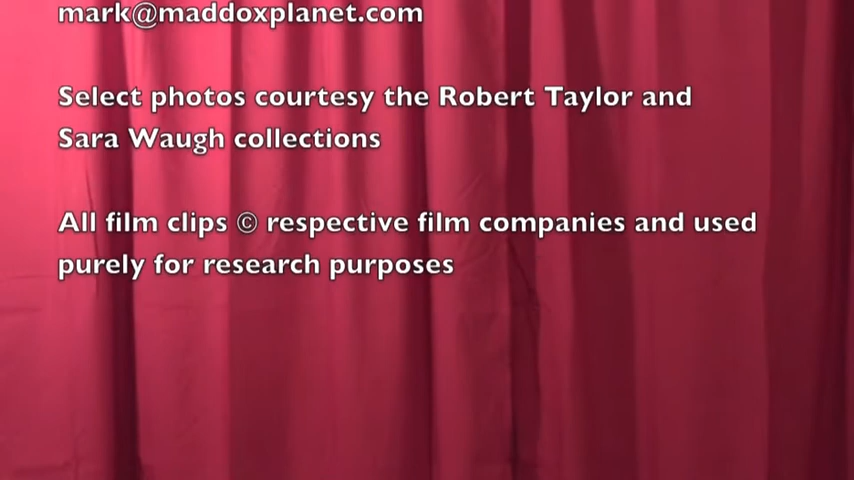 mark@maddoxplanet.com
Select photos courtesy the Robert Taylor and
Sara Waugh collections
All film clips © respective film companies and used
purely for research purposes